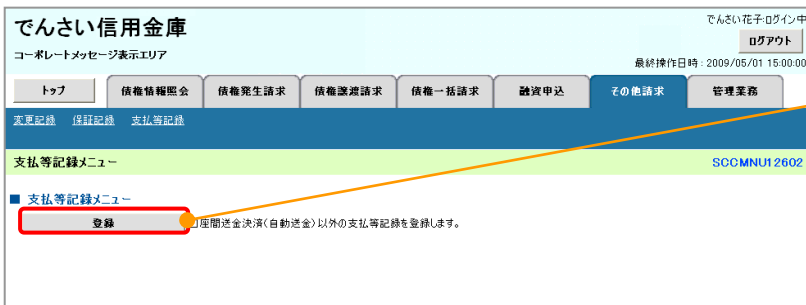 でんさい信用金庫
コーポレートメッセージ表示エリア
でんさい花子:ログイン中
ログアウト
最終操作日時：2009/05/01 15:00:00
トップ 債権情報照会 債権発生請求 債権譲渡請求 債権一括請求 融資申込 その他請求 管理業務
変更記録 保証記録 支払等記録
支払等記録メニュー SCCMNU12602
■ 支払等記録メニュー
登録 座間送金決済(自動送金)以外の支払等記録を登録します。